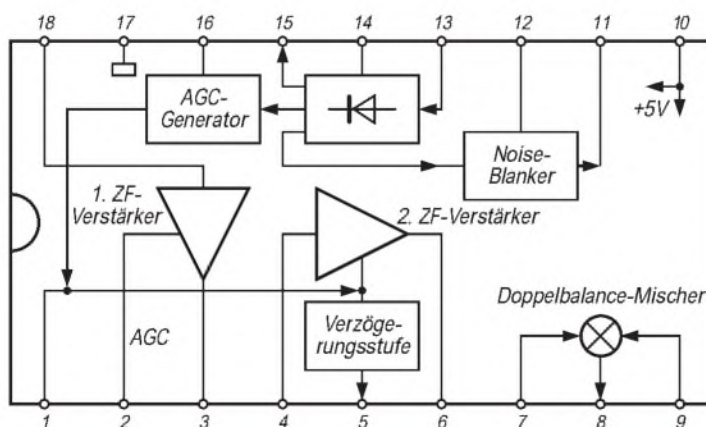 18 17 16 15 14 13 12 11 10
AGC-
Generator
+5V
Noise-
Blanker
1. ZF-
Verstärker
2. ZF-Verstärker
Doppelbalance-Mischer
AGC
Verzöge-
rungsstufe
1 2 3 4 5 6 7 8 9